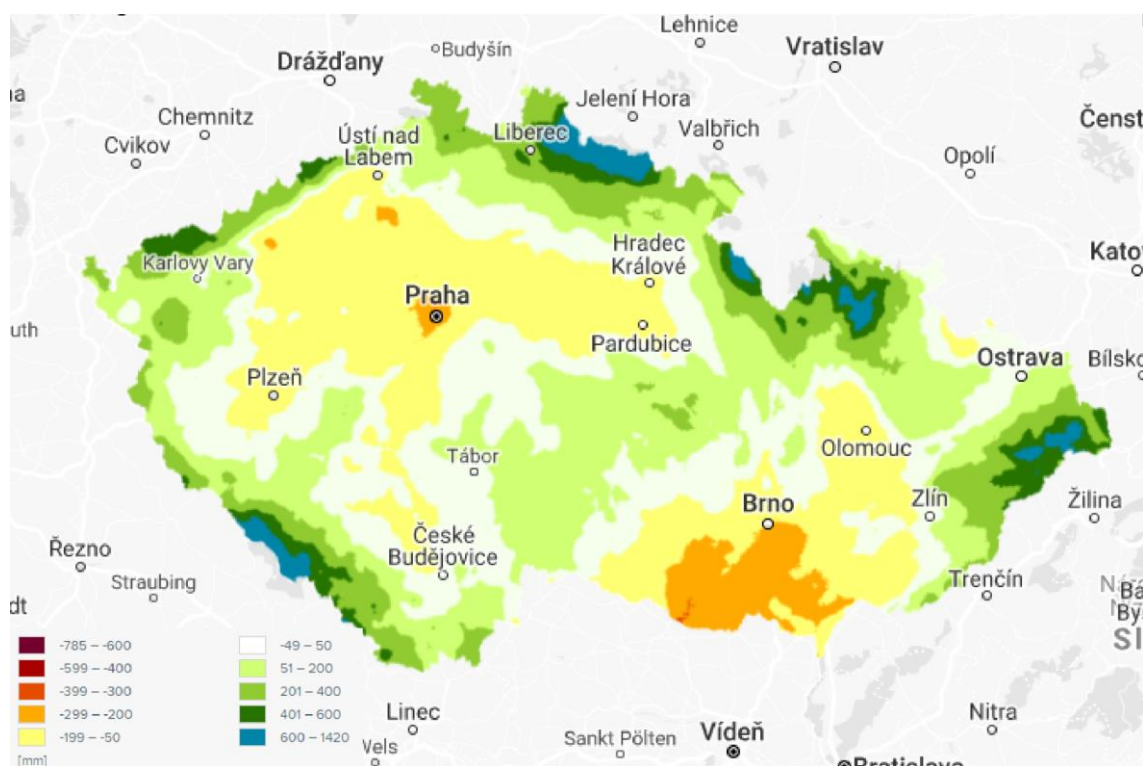 Lehnice
Budyšín
Vratislav
Drážďany
Jelení Hora
Chemnitz
Valbřich
Čenst
Cvikov
Ústí nad
Labem
Liberec
Opolí
Karlovy Vary
Hradec
Králové
Katov
Praha
uth
Pardubice
Ostrava
Bílsko
Plzeň
Olomouc
Tábor
Brno
Zlín
Žilina
České
Budějovice
Řezno
Straubing
Trenčín
dt
-785 – -600
-599 – -400
-399 – -300
-299 – -200
-199 – -50
[mm]
-49 – 50
51 – 200
201 – 400
401 – 600
600 – 1420
Linec
Wels
Sankt Pölten
Vídeň
Nitra
Bratislava